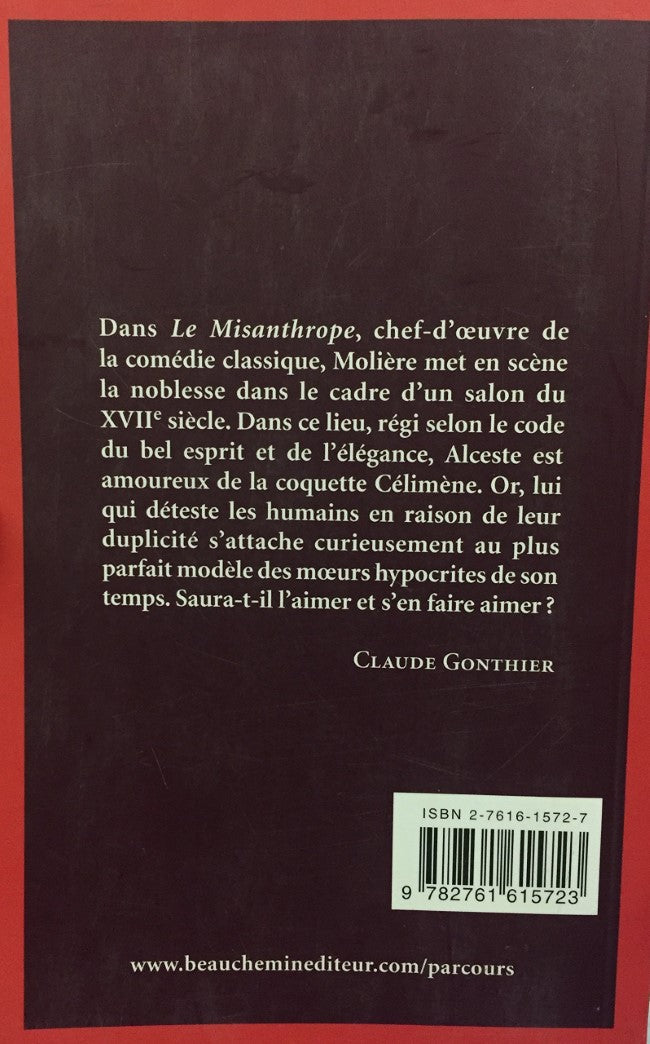 Dans Le Misanthrope, chef-d'œuvre de
la comédie classique, Molière met en scène
la noblesse dans le cadre d'un salon du
XVIIe siècle. Dans ce lieu, régi selon le code
du bel esprit et de l'élégance, Alceste est
amoureux de la coquette Célimène. Or, lui
qui déteste les humains en raison de leur
duplicité s'attache curieusement au plus
parfait modèle des mœurs hypocrites de son
temps. Saura-t-il l'aimer et s'en faire aimer ?
CLAUDE GONTHIER
ISBN 2-7616-1572-7
9 782761 615723
www.beaucheminediteur.com/parcours